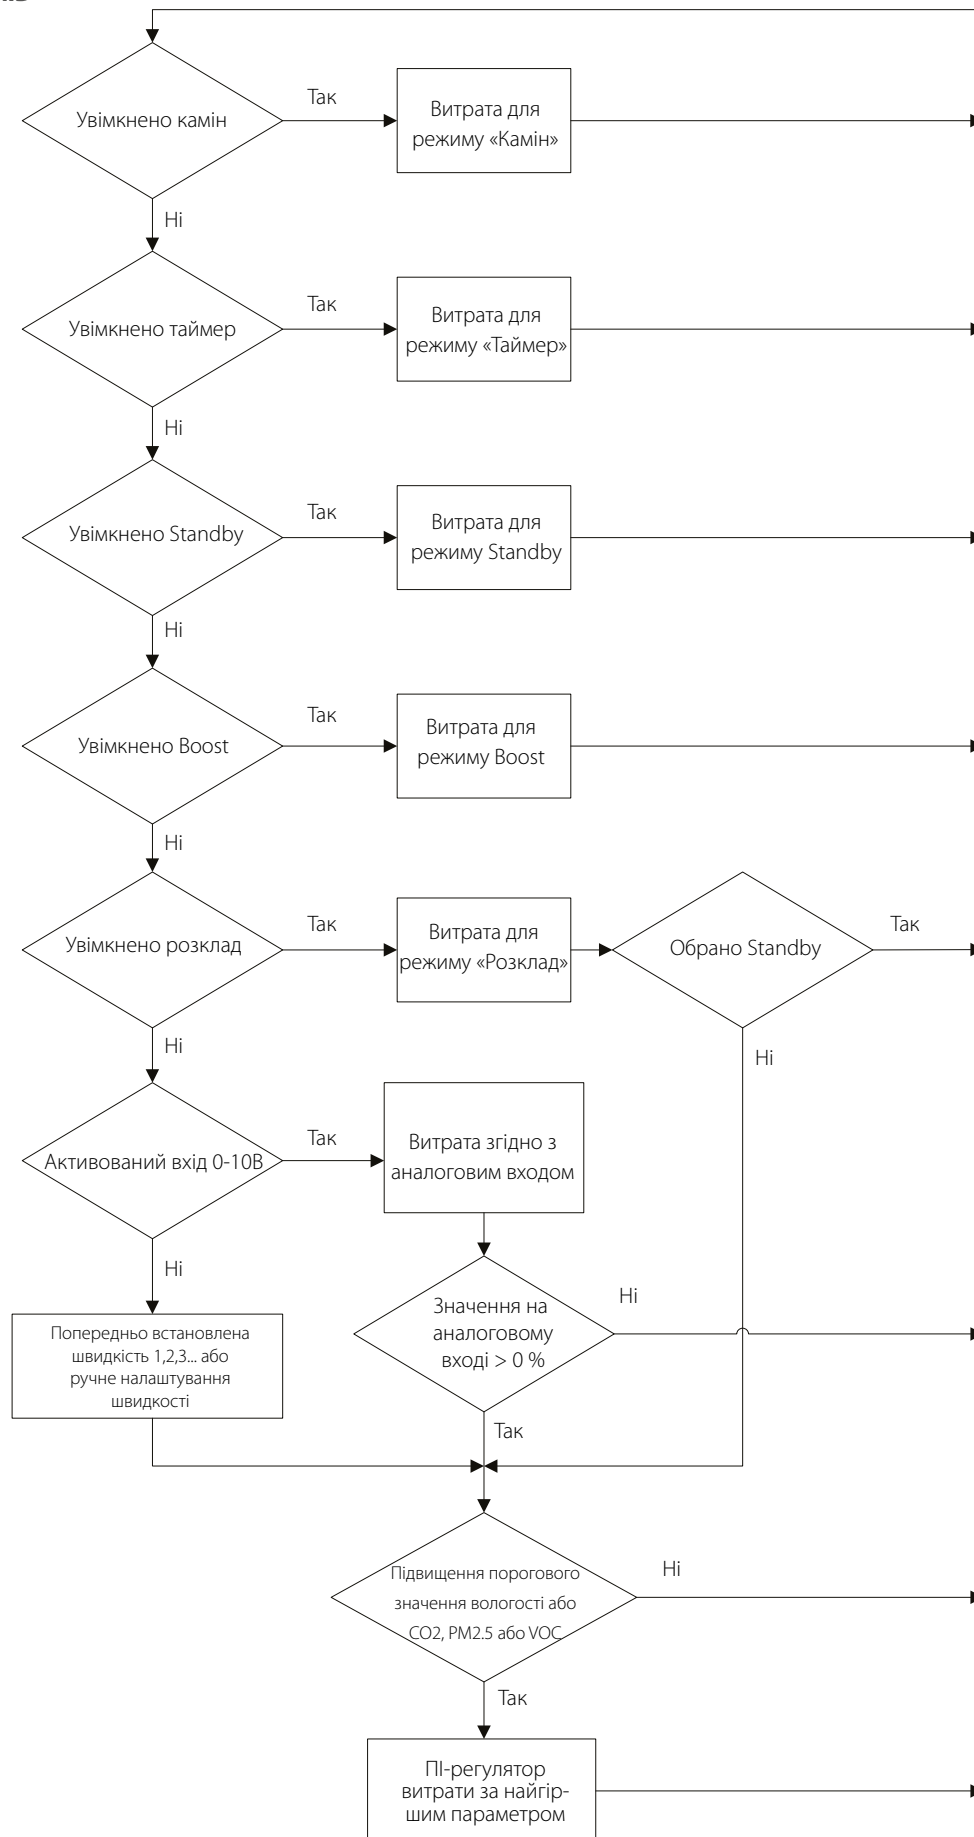 Увімкнено камін
Так
Витрата для
режиму «Камін»
Ні
Увімкнено таймер
Так
Витрата для
режиму «Таймер»
Ні
Увімкнено Standby
Так
Витрата для
режиму Standby
Ні
Увімкнено Boost
Так
Витрата для
режиму Boost
Ні
Увімкнено розклад
Так
Витрата для
режиму «Розклад»
Обрано Standby
Так
Ні
Ні
Активований вхід 0-10В
Так
Витрата згідно з
аналоговим входом
Ні
Попередньо встановлена
швидкість 1,2,3... або
ручне налаштування
швидкості
Значення на
аналоговому
вході > 0 %
Ні
Так
Підвищення порогового
значення вологості або
CO2, PM2.5 або VOC
Ні
Так
ПІ-регулятор
витрати за найгір-
шим параметром